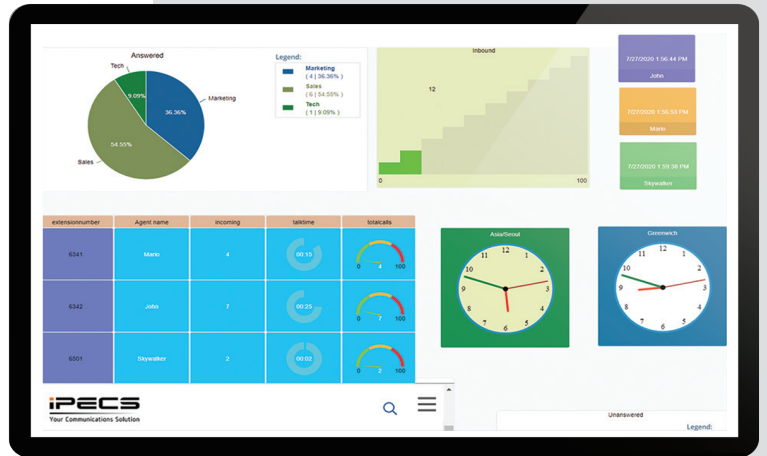 Answered
Tech
9.09%
36.36%
Marketing
54.55%
Sales
Legend:
Marketing
( 4 | 36.36% )
Sales
( 6 | 54.55% )
Tech
( 1 | 9.09% )
inbound
12
0 100
7/27/2020 1:56:44 PM
John
7/27/2020 1:56:53 PM
Mario
7/27/2020 1:59:38 PM
Skywalker
extensionnumber Agent name incoming talktime totalcalls
6341 Mario 4 00:15 0 4 100
6342 John 7 00:25 0 7 100
6501 Skywalker 2 00:02 0 2 100
Asia/Seoul
12 1 2 3 4 5 6 7 8 9 10 11
Greenwich
12 1 2 3 4 5 6 7 8 9 10 11
iPECS
Your Communications Solution
Unanswered
Legend: